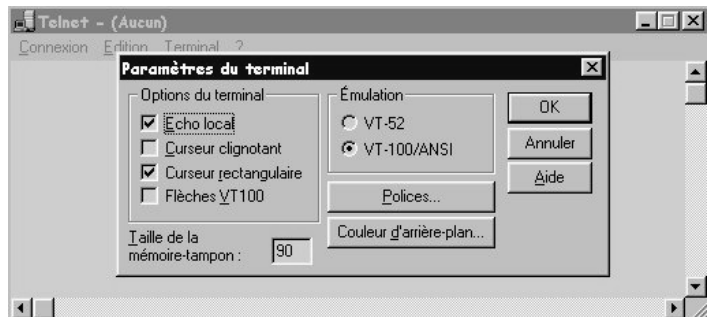 Telnet - (Aucun)
Connexion Edition Terminal ?
Paramètres du terminal
Options du terminal
Echo local
Curseur clignotant
Curseur rectangulaire
Flèches VT100
Taille de la
mémoire-tampon : 90
Émulation
VT-52
VT-100/ANSI
Polices...
Couleur d'arrière-plan...
OK
Annuler
Aide